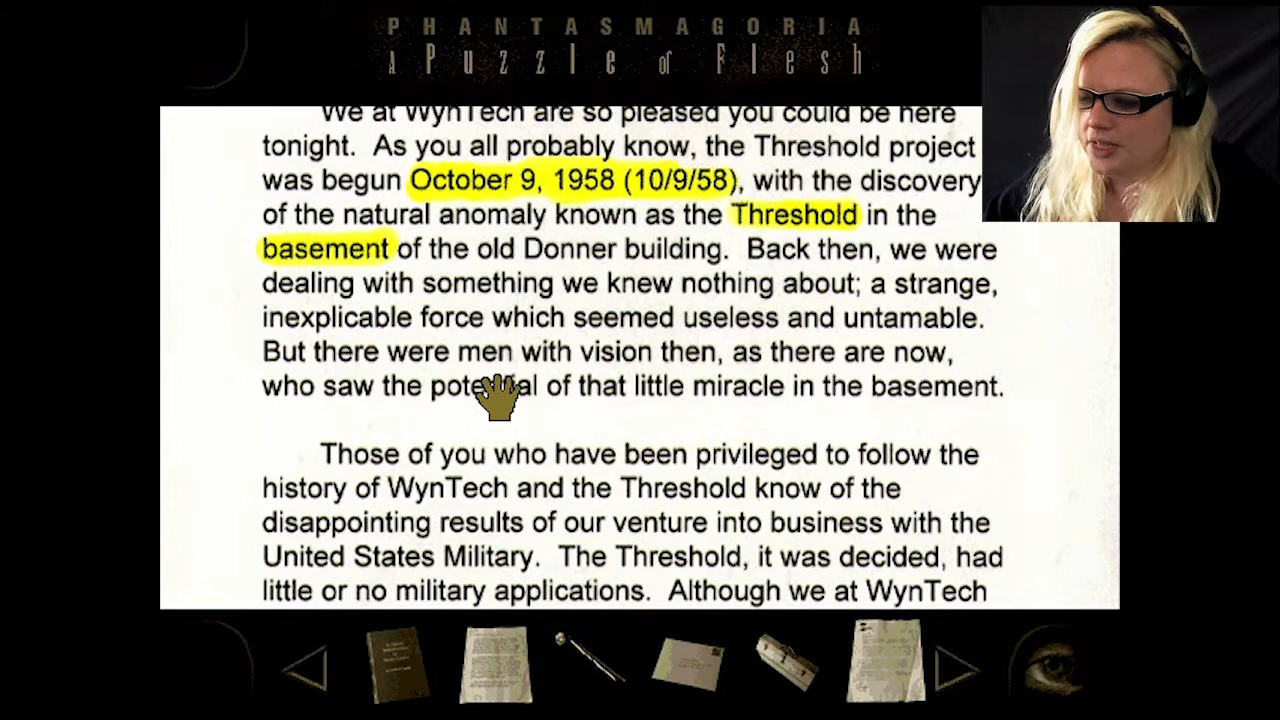 PHANTASMAGORIA
A Puzzle of Flesh
We at WynTech are so pleased you could be here
tonight. As you all probably know, the Threshold project
was begun October 9, 1958 (10/9/58), with the discovery
of the natural anomaly known as the Threshold in the
basement of the old Donner building. Back then, we were
dealing with something we knew nothing about; a strange,
inexplicable force which seemed useless and untamable.
But there were men with vision then, as there are now,
who saw the potential of that little miracle in the basement.
Those of you who have been privileged to follow the
history of WynTech and the Threshold know of the
disappointing results of our venture into business with the
United States Military. The Threshold, it was decided, had
little or no military applications. Although we at WynTech